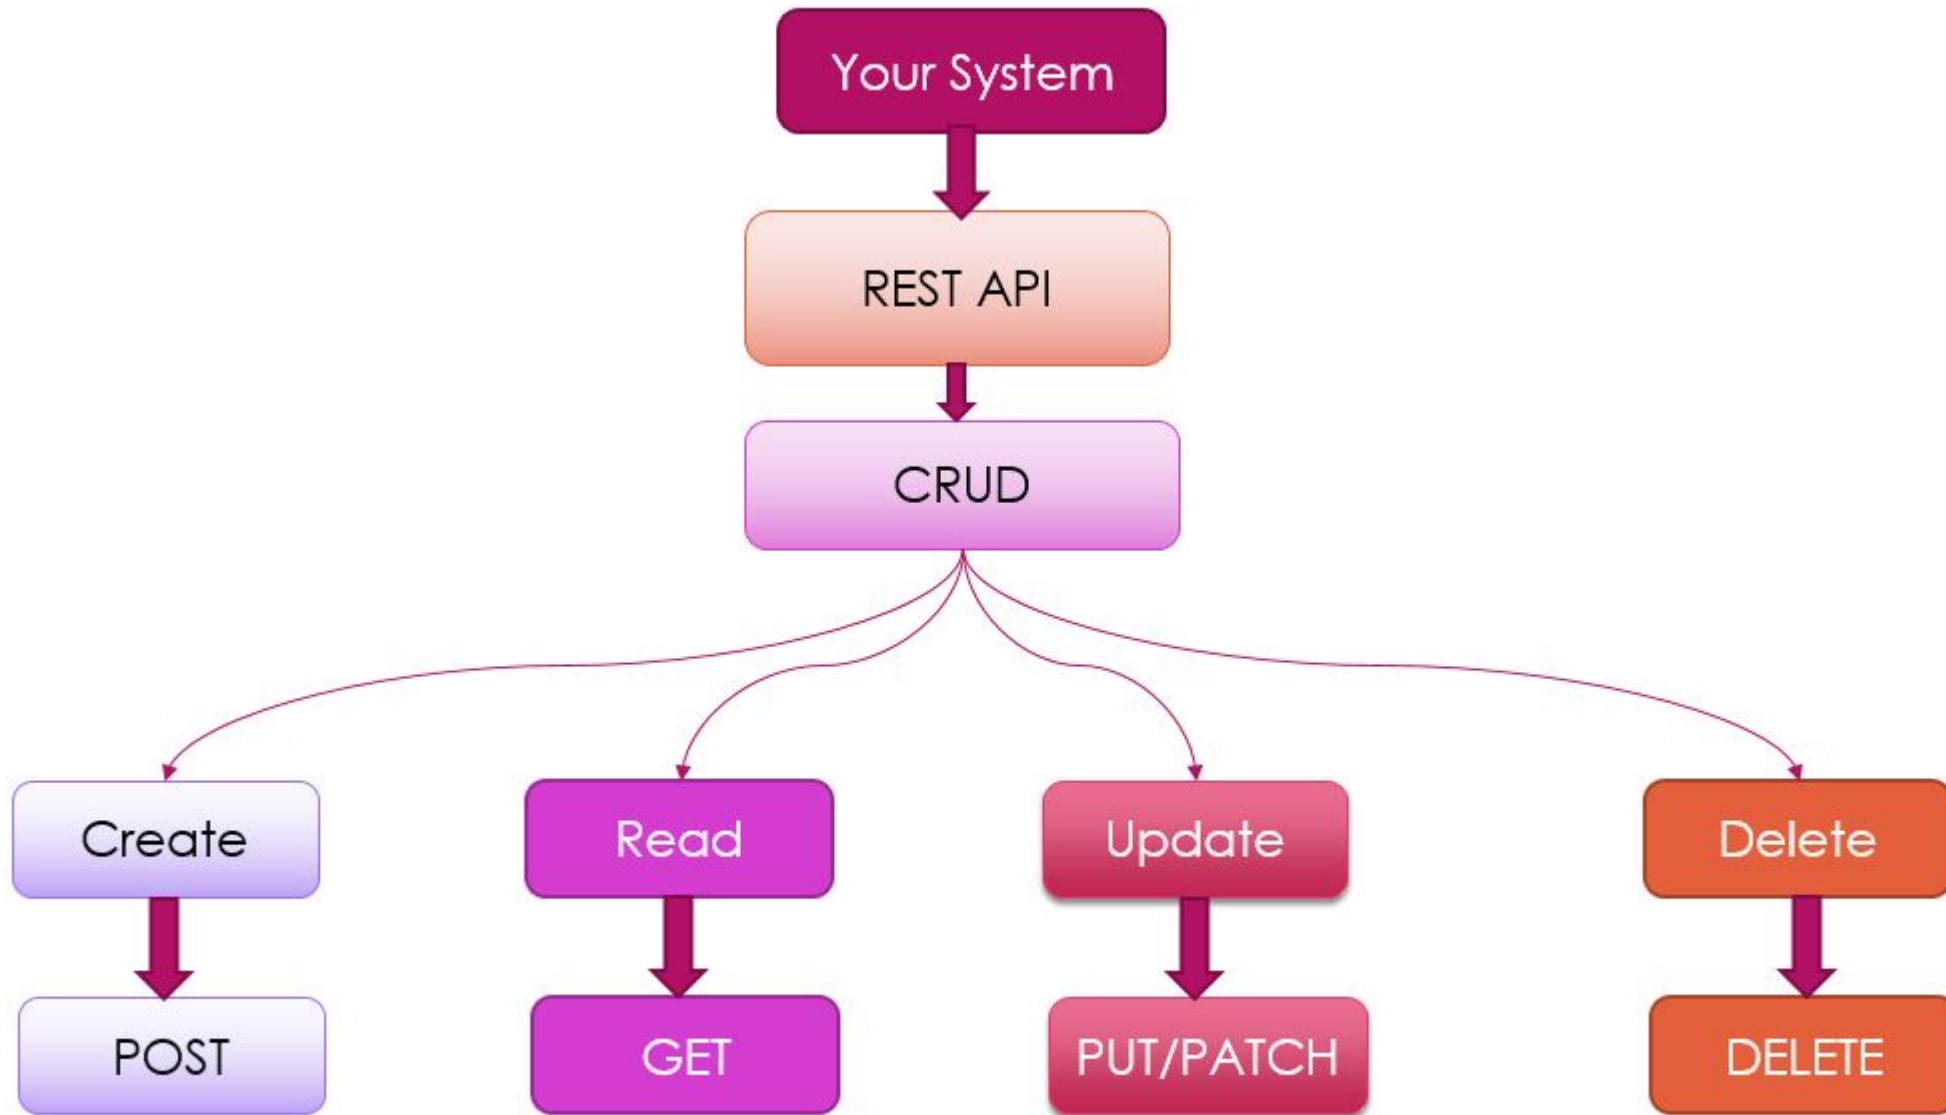 Your System
REST API
CRUD
Create
Read
Update
Delete
POST
GET
PUT/PATCH
DELETE